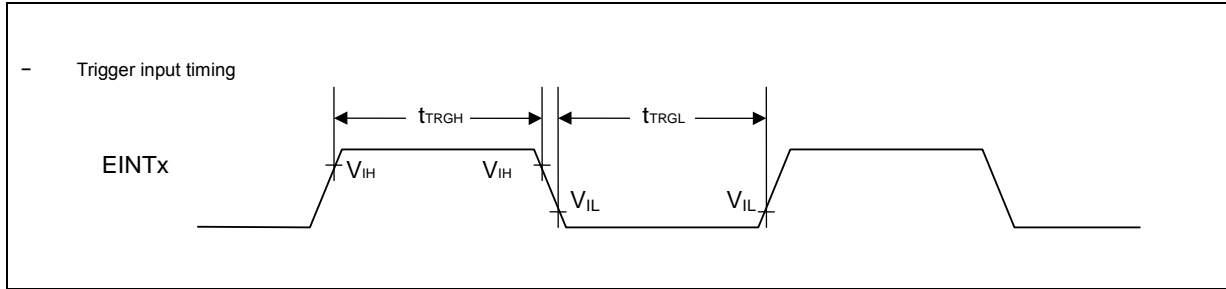 – Trigger input timing
tTRGH tTRGL
EINTx
VIH VIH
VIL VIL